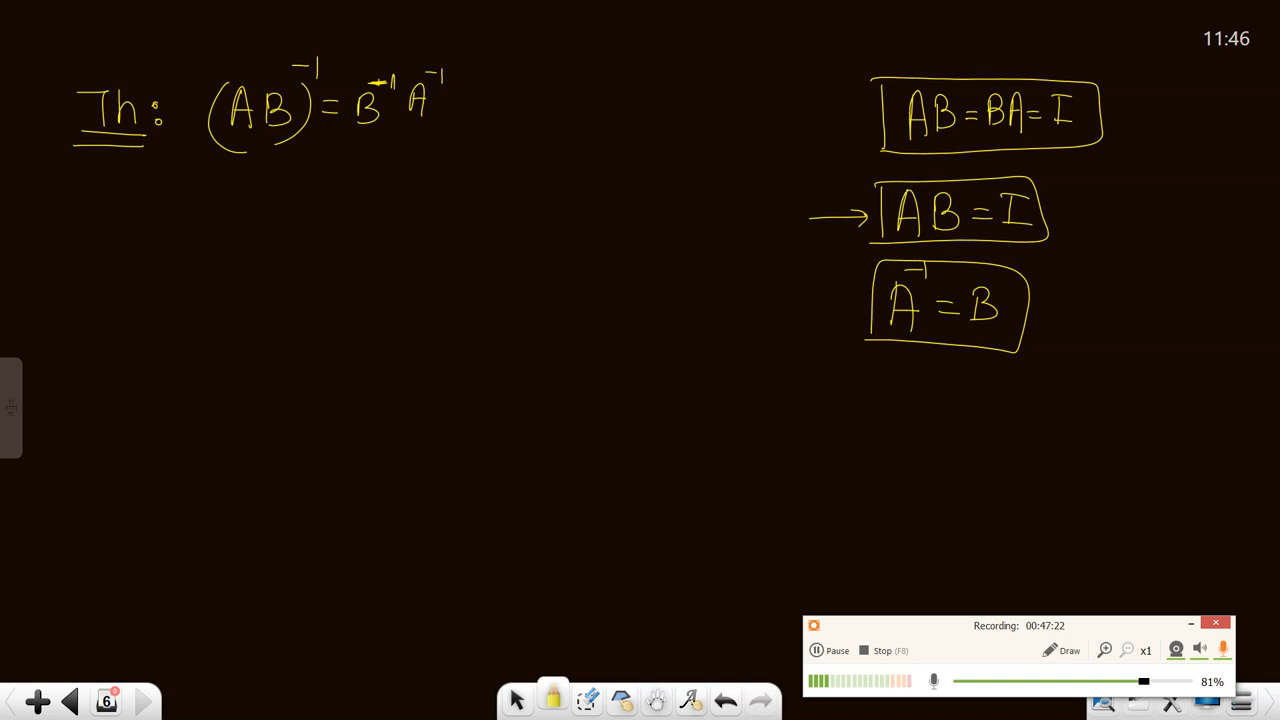 11:46
Th: (AB)⁻¹ = B⁻¹ A⁻¹
AB = BA = I
→ AB = I
A⁻¹ = B
Recording: 00:47:22
Pause Stop (F8) Draw x1
81%
6 0